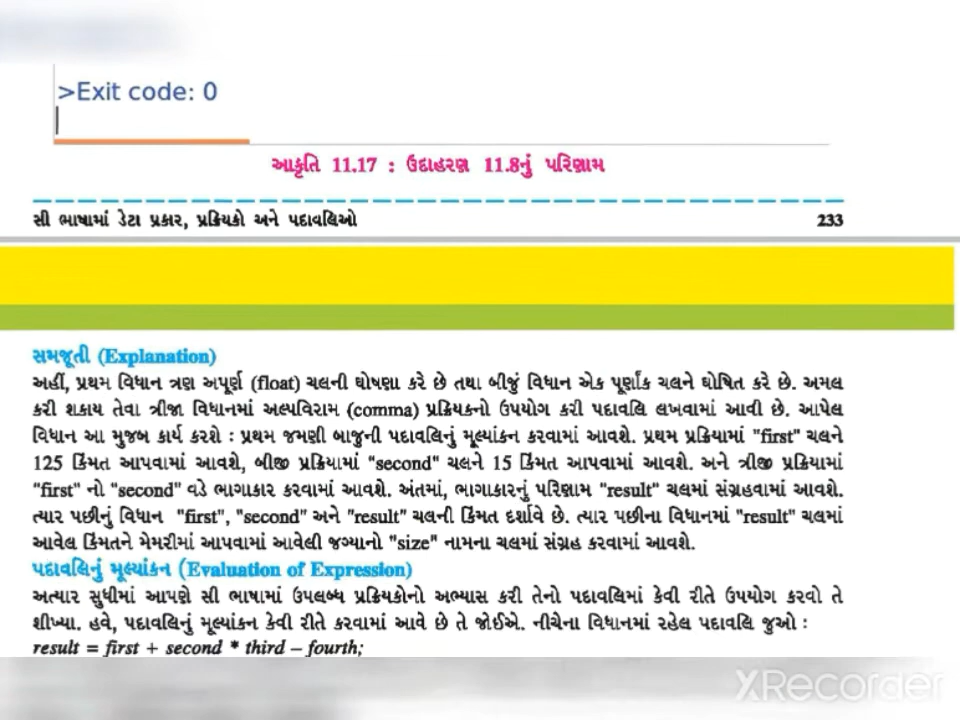 >Exit code: 0
આકૃતિ 11.17 : ઉદાહરણ 11.8નું પરિણામ
સી ભાષામાં ડેટા પ્રકાર, પ્રક્રિયકો અને પદાવલિઓ 233
સમજૂતી (Explanation)
અહીં, પ્રથમ વિધાન ત્રણ અપૂર્ણ (float) ચલની ઘોષણા કરે છે તથા બીજું વિધાન એક પૂર્ણાંક ચલને ઘોષિત કરે છે. અમલ
કરી શકાય તેવા ત્રીજા વિધાનમાં અલ્પવિરામ (comma) પ્રક્રિયકનો ઉપયોગ કરી પદાવલિ લખવામાં આવી છે. આપેલ
વિધાન આ મુજબ કાર્ય કરશે : પ્રથમ જમણી બાજુની પદાવલિનું મૂલ્યાંકન કરવામાં આવશે. પ્રથમ પ્રક્રિયામાં "first" ચલને
125 કિંમત આપવામાં આવશે, બીજી પ્રક્રિયામાં "second" ચલને 15 કિંમત આપવામાં આવશે. અને ત્રીજી પ્રક્રિયામાં
"first" નો "second" વડે ભાગાકાર કરવામાં આવશે. અંતમાં, ભાગાકારનું પરિણામ "result" ચલમાં સંગ્રહવામાં આવશે.
ત્યાર પછીનું વિધાન "first", "second" અને "result" ચલની કિંમત દર્શાવે છે. ત્યાર પછીના વિધાનમાં "result" ચલમાં
આવેલ કિંમતને મેમરીમાં આપવામાં આવેલી જગ્યાનો "size" નામના ચલમાં સંગ્રહ કરવામાં આવશે.
પદાવલિનું મૂલ્યાંકન (Evaluation of Expression)
અત્યાર સુધીમાં આપણે સી ભાષામાં ઉપલબ્ધ પ્રક્રિયકોનો અભ્યાસ કરી તેનો પદાવલિમાં કેવી રીતે ઉપયોગ કરવો તે
શીખ્યા. હવે, પદાવલિનું મૂલ્યાંકન કેવી રીતે કરવામાં આવે છે તે જોઈએ. નીચેના વિધાનમાં રહેલ પદાવલિ જુઓ :
result = first + second * third – fourth;
XRecorder